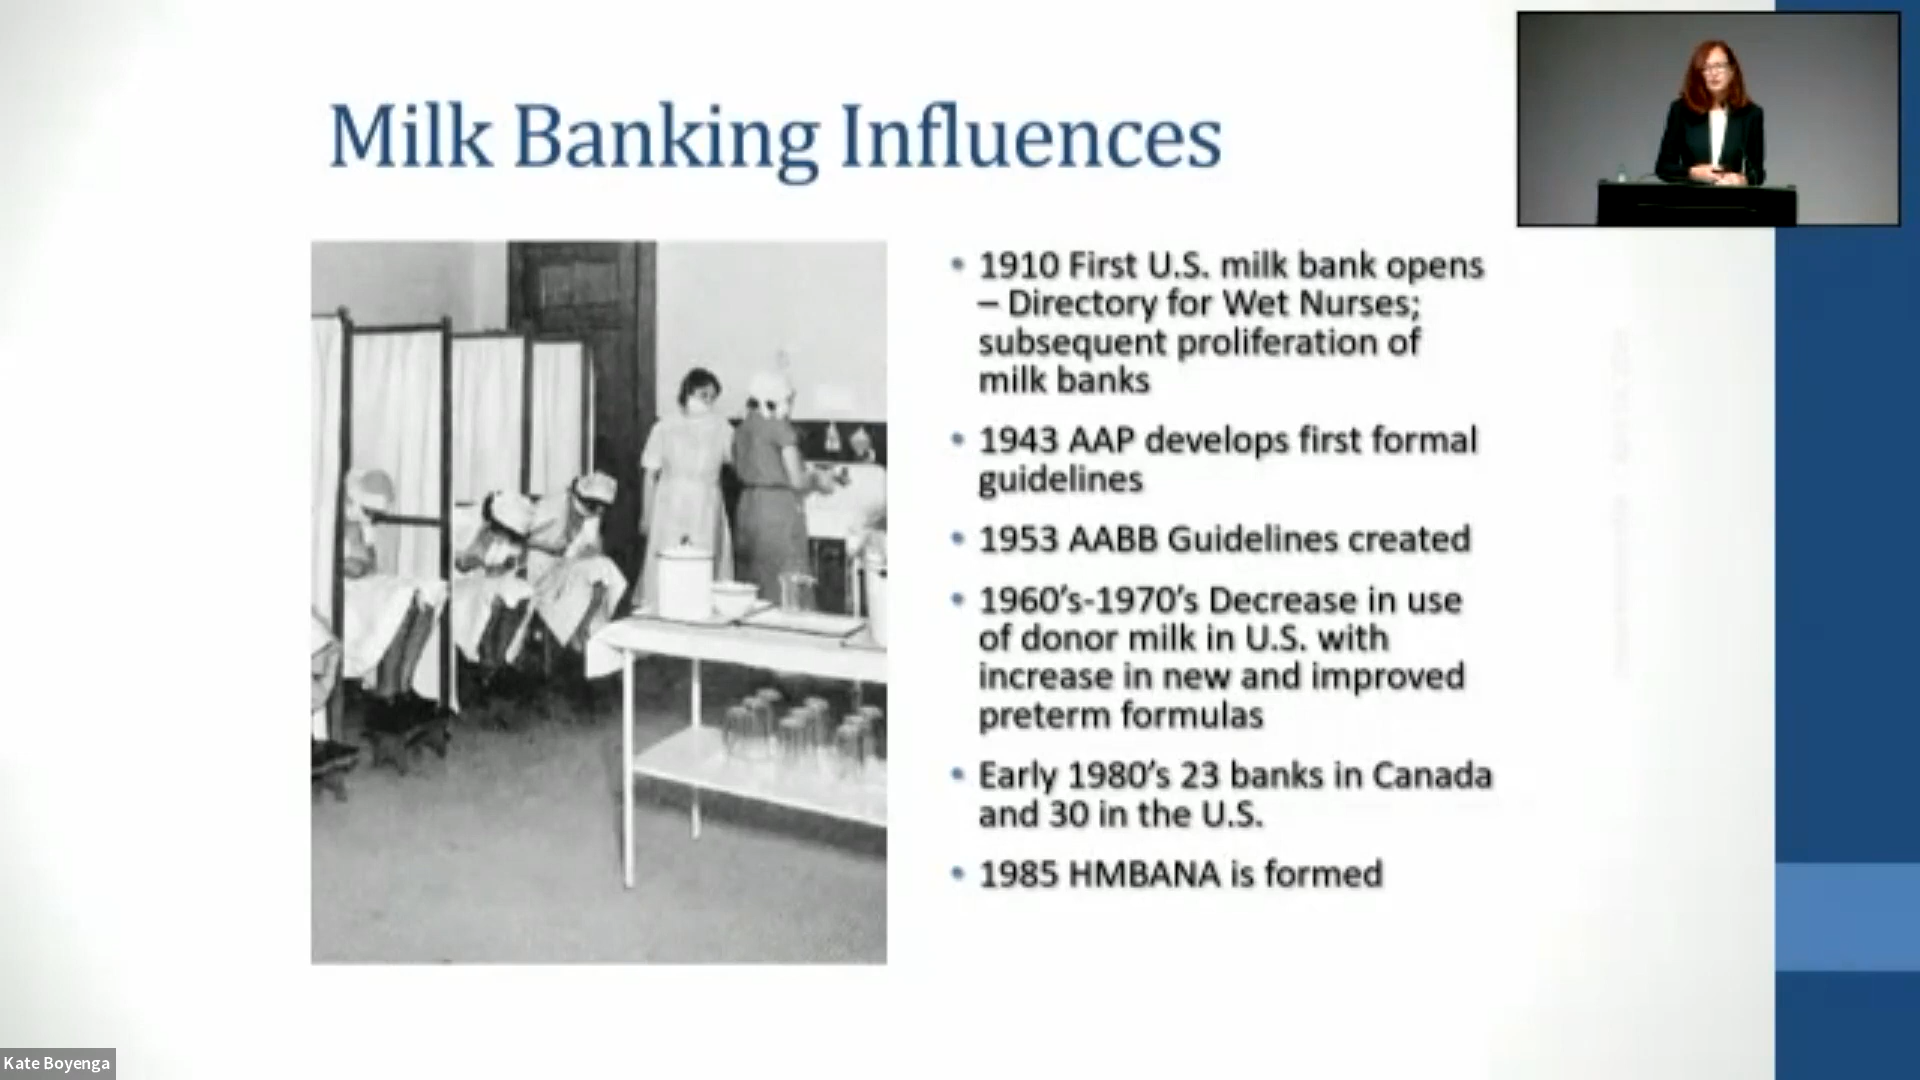 Milk Banking Influences
• 1910 First U.S. milk bank opens
– Directory for Wet Nurses;
subsequent proliferation of
milk banks
• 1943 AAP develops first formal
guidelines
• 1953 AABB Guidelines created
• 1960’s-1970’s Decrease in use
of donor milk in U.S. with
increase in new and improved
preterm formulas
• Early 1980’s 23 banks in Canada
and 30 in the U.S.
• 1985 HMBANA is formed
Kate Boyenga